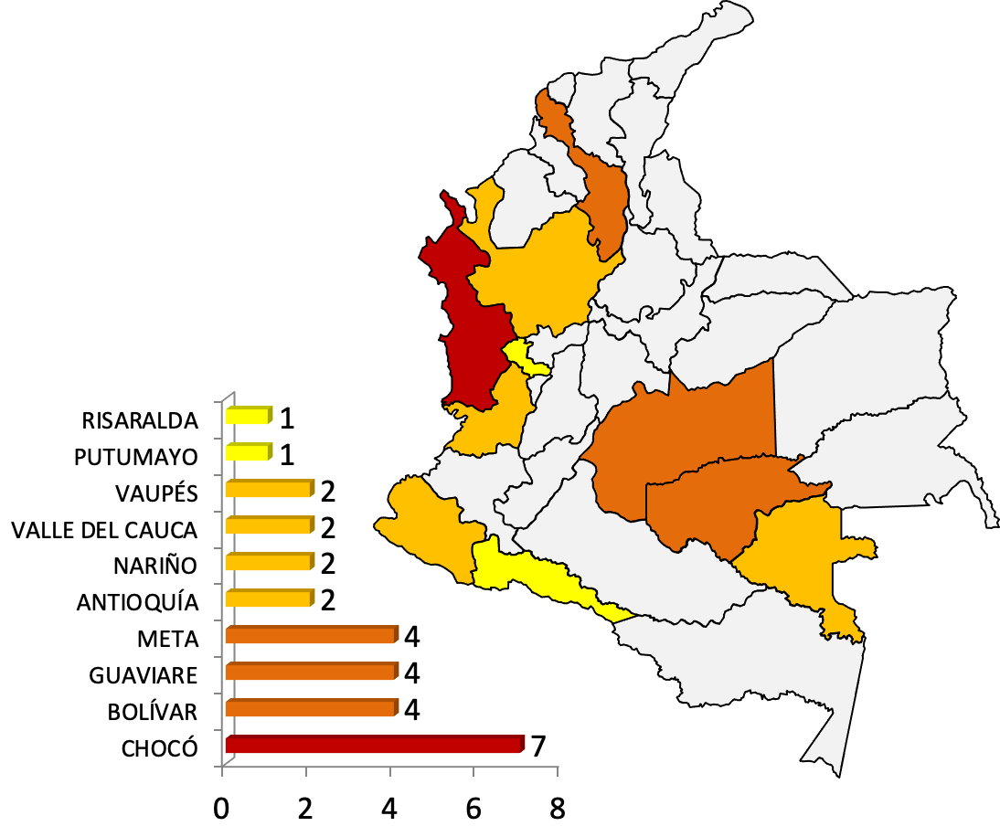 RISARALDA 1
PUTUMAYO 1
VAUPÉS 2
VALLE DEL CAUCA 2
NARIÑO 2
ANTIOQUÍA 2
META 4
GUAVIARE 4
BOLÍVAR 4
CHOCÓ 7
0 2 4 6 8